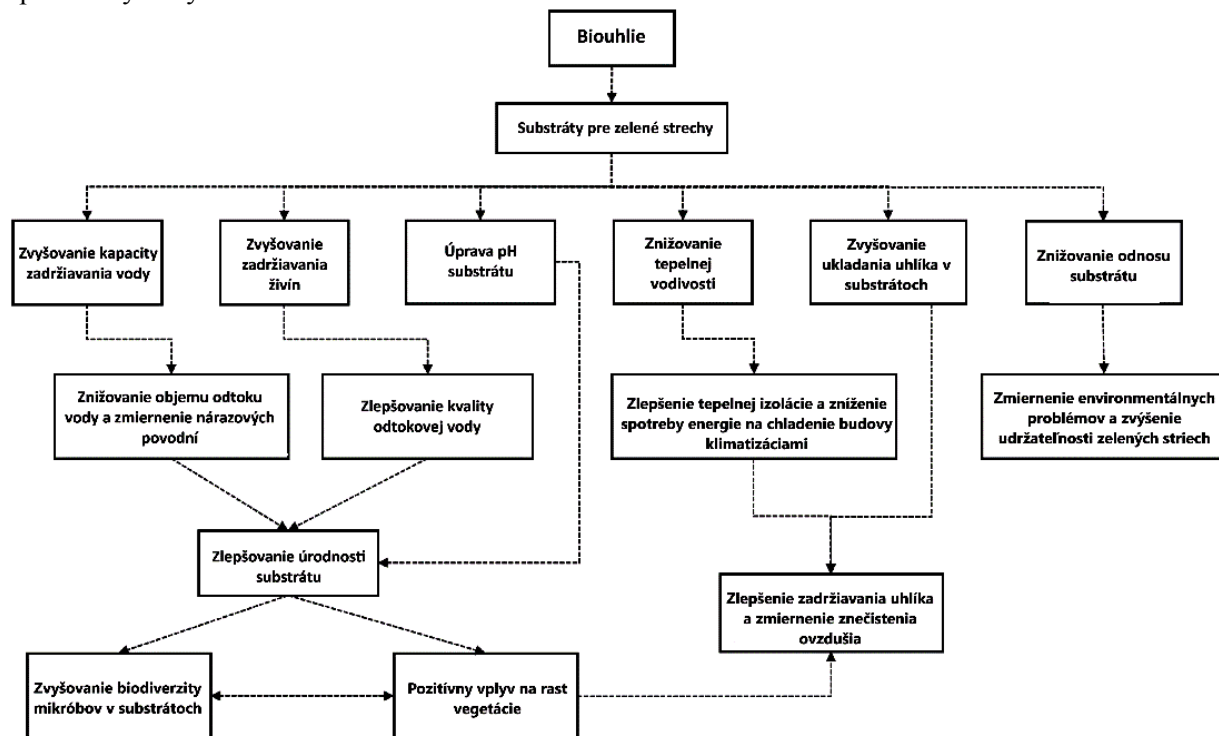 Biouhlie
Substráty pre zelené strechy
Zvyšovanie kapacity
zadržiavania vody
Zvyšovanie
zadržiavania
živín
Úprava pH
substrátu
Znižovanie
tepelnej
vodivosti
Zvyšovanie
ukladania uhlíka v
substrátoch
Znižovanie odnosu
substrátu
Znižovanie objemu odtoku
vody a zmiernenie nárazových
povodní
Zlepšovanie kvality
odtokovej vody
Zlepšenie tepelnej izolácie a zníženie
spotreby energie na chladenie budovy
klimatizáciami
Zmiernenie environmentálnych
problémov a zvýšenie
udržateľnosti zelených striech
Zlepšovanie úrodnosti
substrátu
Zlepšenie zadržiavania uhlíka
a zmiernenie znečistenia
ovzdušia
Zvyšovanie biodiverzity
mikróbov v substrátoch
Pozitívny vplyv na rast
vegetácie